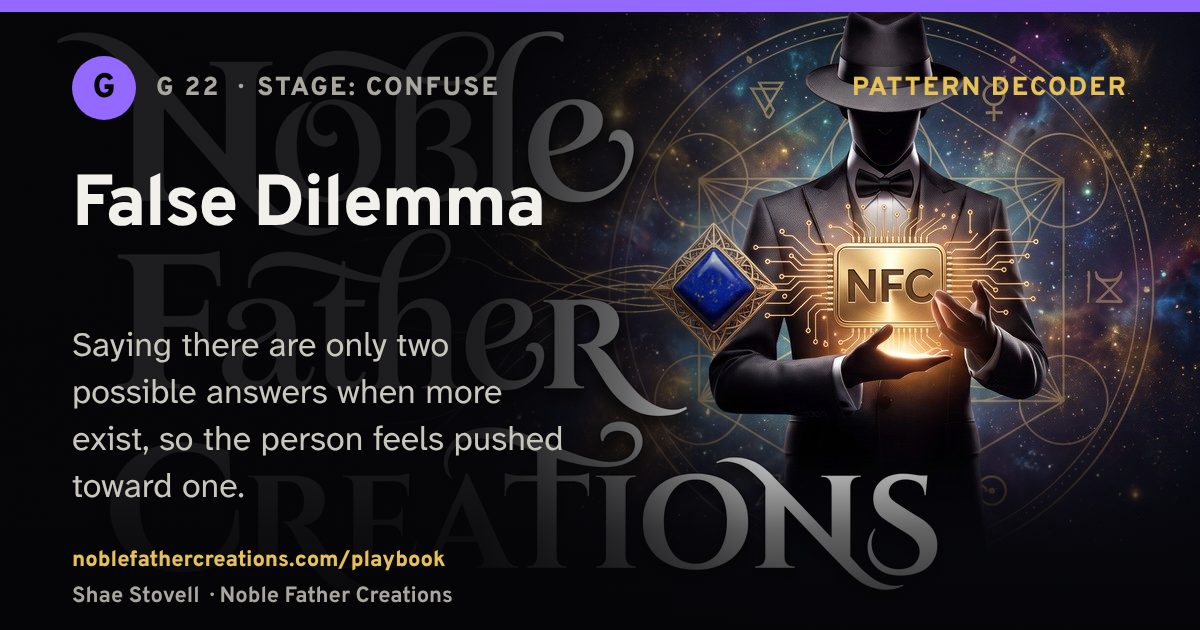 G
G 22 · STAGE: CONFUSE
PATTERN DECODER
False Dilemma
Saying there are only two
possible answers when more
exist, so the person feels pushed
toward one.
noblefathercreations.com/playbook
Shae Stovell · Noble Father Creations
Noble
Father
Creations
NFC